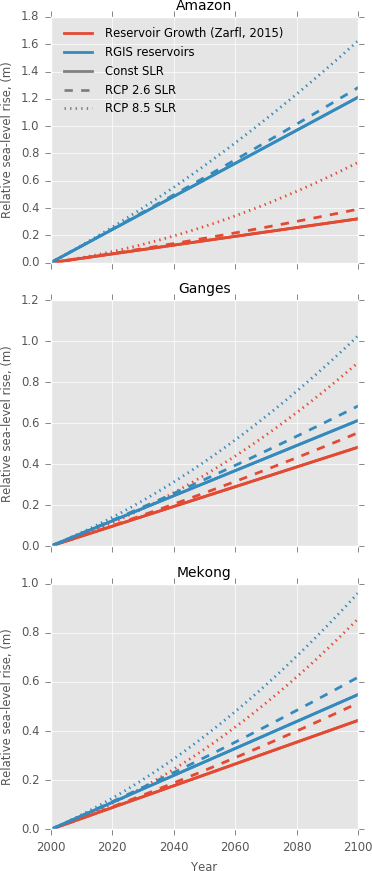 Amazon
1.8
1.6
1.4
1.2
1.0
0.8
0.6
0.4
0.2
0.0
Relative sea-level rise, (m)
Reservoir Growth (Zarfl, 2015)
RGIS reservoirs
Const SLR
RCP 2.6 SLR
RCP 8.5 SLR
Ganges
1.2
1.0
0.8
0.6
0.4
0.2
0.0
Relative sea-level rise, (m)
Mekong
1.0
0.8
0.6
0.4
0.2
0.0
Relative sea-level rise, (m)
2000 2020 2040 2060 2080 2100
Year